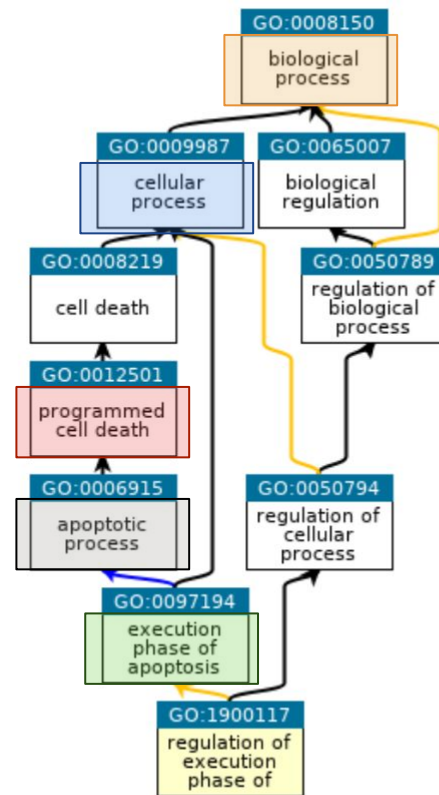 GO:0008150
biological
process
GO:0009987
cellular
process
GO:0065007
biological
regulation
GO:0008219
cell death
GO:0050789
regulation of
biological
process
GO:0012501
programmed
cell death
GO:0006915
apoptotic
process
GO:0050794
regulation of
cellular
process
GO:0097194
execution
phase of
apoptosis
GO:1900117
regulation of
execution
phase of